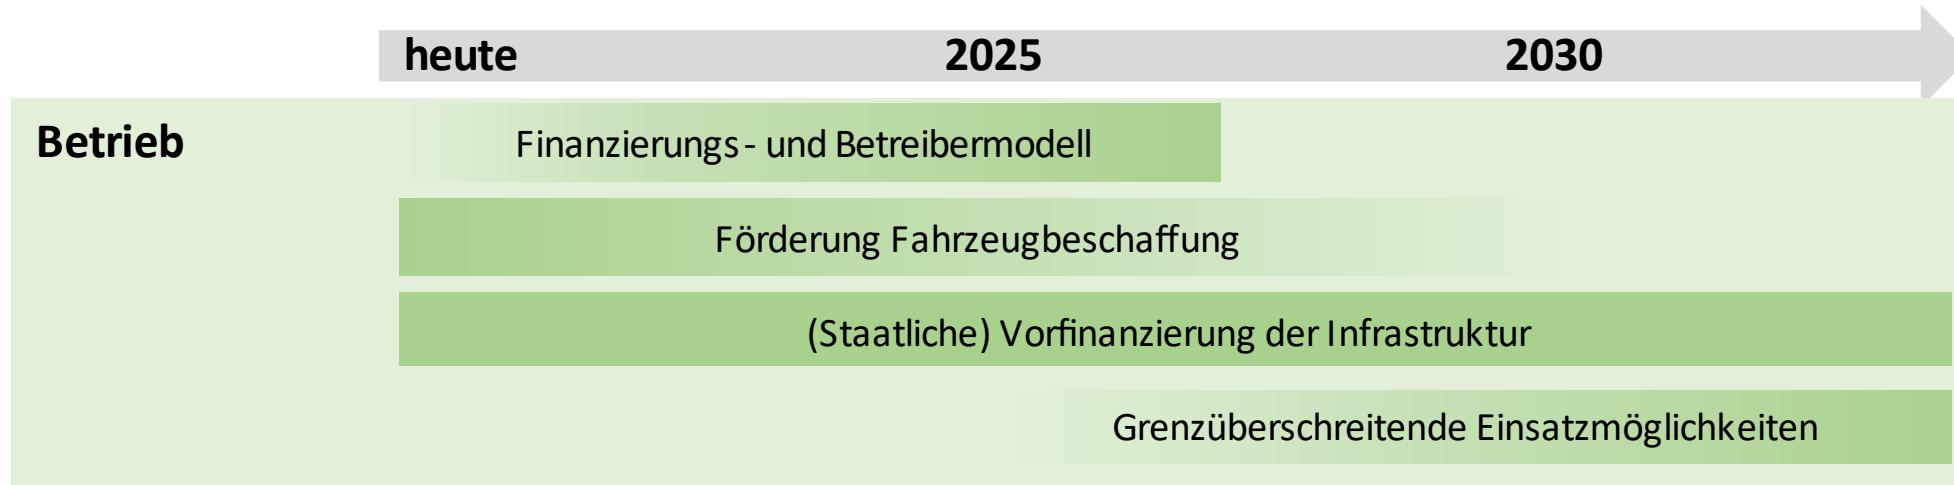 heute 2025 2030
Betrieb
Finanzierungs- und Betreibermodell
Förderung Fahrzeugbeschaffung
(Staatliche) Vorfinanzierung der Infrastruktur
Grenzüberschreitende Einsatzmöglichkeiten